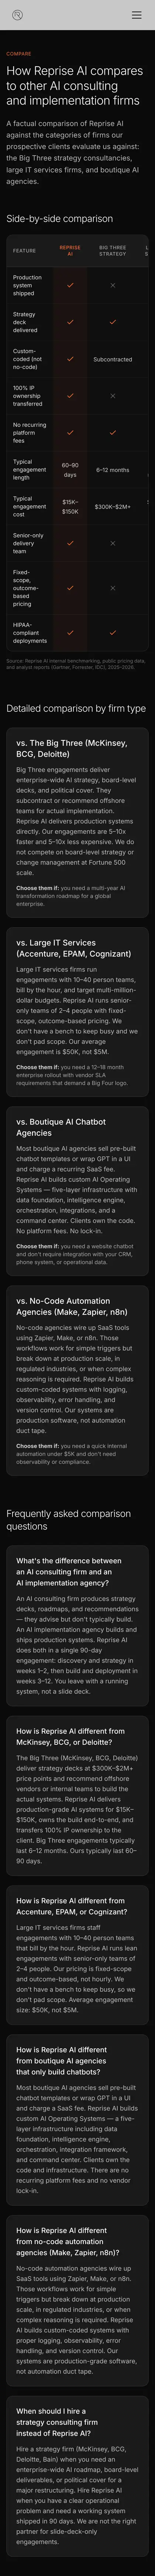 COMPARE
How Reprise AI compares
to other AI consulting
and implementation firms
A factual comparison of Reprise AI
against the categories of firms our
prospective clients evaluate us against:
the Big Three strategy consultancies,
large IT services firms, and boutique AI
agencies.
Side-by-side comparison
FEATURE
REPRISE
AI
BIG THREE
STRATEGY
Production
system
shipped
Strategy
deck
delivered
Custom-
coded (not
no-code)
Subcontracted
100% IP
ownership
transferred
No recurring
platform
fees
Typical
engagement
length
60–90
days
6–12 months
Typical
engagement
cost
$15K–
$150K
$300K–$2M+
Senior-only
delivery
team
Fixed-
scope,
outcome-
based
pricing
HIPAA-
compliant
deployments
Source: Reprise AI internal benchmarking, public pricing data,
and analyst reports (Gartner, Forrester, IDC), 2025–2026.
Detailed comparison by firm type
vs. The Big Three (McKinsey,
BCG, Deloitte)
Big Three engagements deliver
enterprise-wide AI strategy, board-level
decks, and political cover. They
subcontract or recommend offshore
teams for actual implementation.
Reprise AI delivers production systems
directly. Our engagements are 5–10x
faster and 5–10x less expensive. We do
not compete on board-level strategy or
change management at Fortune 500
scale.
Choose them if: you need a multi-year AI
transformation roadmap for a global
enterprise.
vs. Large IT Services
(Accenture, EPAM, Cognizant)
Large IT services firms run
engagements with 10–40 person teams,
bill by the hour, and target multi-million-
dollar budgets. Reprise AI runs senior-
only teams of 2–4 people with fixed-
scope, outcome-based pricing. We
don't have a bench to keep busy and we
don't pad scope. Our average
engagement is $50K, not $5M.
Choose them if: you need a 12–18 month
enterprise rollout with vendor SLA
requirements that demand a Big Four logo.
vs. Boutique AI Chatbot
Agencies
Most boutique AI agencies sell pre-built
chatbot templates or wrap GPT in a UI
and charge a recurring SaaS fee.
Reprise AI builds custom AI Operating
Systems — five-layer infrastructure with
data foundation, intelligence engine,
orchestration, integrations, and a
command center. Clients own the code.
No platform fees. No lock-in.
Choose them if: you need a website chatbot
and don't require integration with your CRM,
phone system, or operational data.
vs. No-Code Automation
Agencies (Make, Zapier, n8n)
No-code agencies wire up SaaS tools
using Zapier, Make, or n8n. Those
workflows work for simple triggers but
break down at production scale, in
regulated industries, or when complex
reasoning is required. Reprise AI builds
custom-coded systems with logging,
observability, error handling, and
version control. Our systems are
production software, not automation
duct tape.
Choose them if: you need a quick internal
automation under $5K and don't need
observability or compliance.
Frequently asked comparison
questions
What's the difference between
an AI consulting firm and an
AI implementation agency?
An AI consulting firm produces strategy
decks, roadmaps, and recommendations
— they advise but don't typically build.
An AI implementation agency builds and
ships production systems. Reprise AI
does both in a single 90-day
engagement: discovery and strategy in
weeks 1–2, then build and deployment in
weeks 3–12. You leave with a running
system, not a slide deck.
How is Reprise AI different from
McKinsey, BCG, or Deloitte?
The Big Three (McKinsey, BCG, Deloitte)
deliver strategy decks at $300K–$2M+
price points and recommend offshore
vendors or internal teams to build the
actual systems. Reprise AI delivers
production-grade AI systems for $15K–
$150K, owns the build end-to-end, and
transfers 100% IP ownership to the
client. Big Three engagements typically
last 6–12 months. Ours typically last 60–
90 days.
How is Reprise AI different from
Accenture, EPAM, or Cognizant?
Large IT services firms staff
engagements with 10–40 person teams
that bill by the hour. Reprise AI runs lean
engagements with senior-only teams of
2–4 people. Our pricing is fixed-scope
and outcome-based, not hourly. We
don't have a bench to keep busy, so we
don't pad scope. Average engagement
size: $50K, not $5M.
How is Reprise AI different
from boutique AI agencies
that only build chatbots?
Most boutique AI agencies sell pre-built
chatbot templates or wrap GPT in a UI
and charge a SaaS fee. Reprise AI builds
custom AI Operating Systems — a five-
layer infrastructure including data
foundation, intelligence engine,
orchestration, integration framework,
and command center. Clients own the
code and infrastructure. There are no
recurring platform fees and no vendor
lock-in.
How is Reprise AI different
from no-code automation
agencies (Make, Zapier, n8n)?
No-code automation agencies wire up
SaaS tools using Zapier, Make, or n8n.
Those workflows work for simple
triggers but break down at production
scale, in regulated industries, or when
complex reasoning is required. Reprise
AI builds custom-coded systems with
proper logging, observability, error
handling, and version control. Our
systems are production-grade software,
not automation duct tape.
When should I hire a
strategy consulting firm
instead of Reprise AI?
Hire a strategy firm (McKinsey, BCG,
Deloitte, Bain) when you need an
enterprise-wide AI roadmap, board-level
deliverables, or political cover for a
major restructuring. Hire Reprise AI
when you have a clear operational
problem and need a working system
shipped in 90 days. We are not the right
partner for slide-deck-only
engagements.